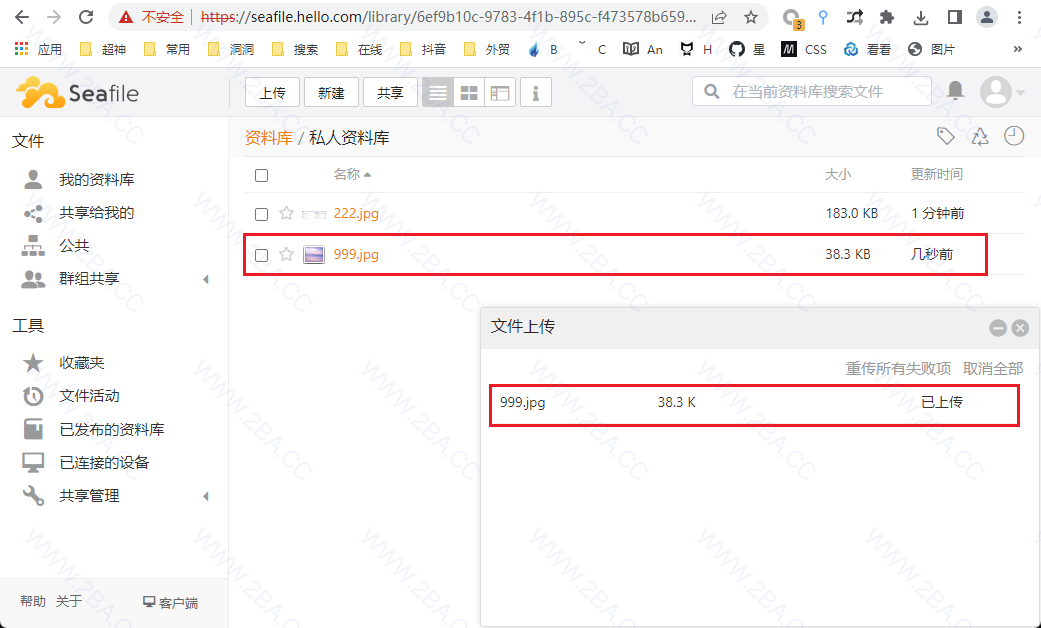 不安全 https://seafile.hello.com/library/6ef9b10c-9783-4f1b-895c-f473578b659... 3
应用 超神 常用 洞洞 搜索 在线 抖音 外贸 B C An H 星 M CSS 看看 图片 »
Seafile 上传 新建 共享 在当前资料库搜索文件
文件
我的资料库
共享给我的
公共
群组共享
工具
收藏夹
文件活动
已发布的资料库
已连接的设备
共享管理
帮助 关于 客户端
资料库 / 私人资料库
名称 大小 更新时间
222.jpg 183.0 KB 1 分钟前
999.jpg 38.3 KB 几秒前
文件上传
重传所有失败项 取消全部
999.jpg 38.3 K 已上传
WWW.2BA.CC